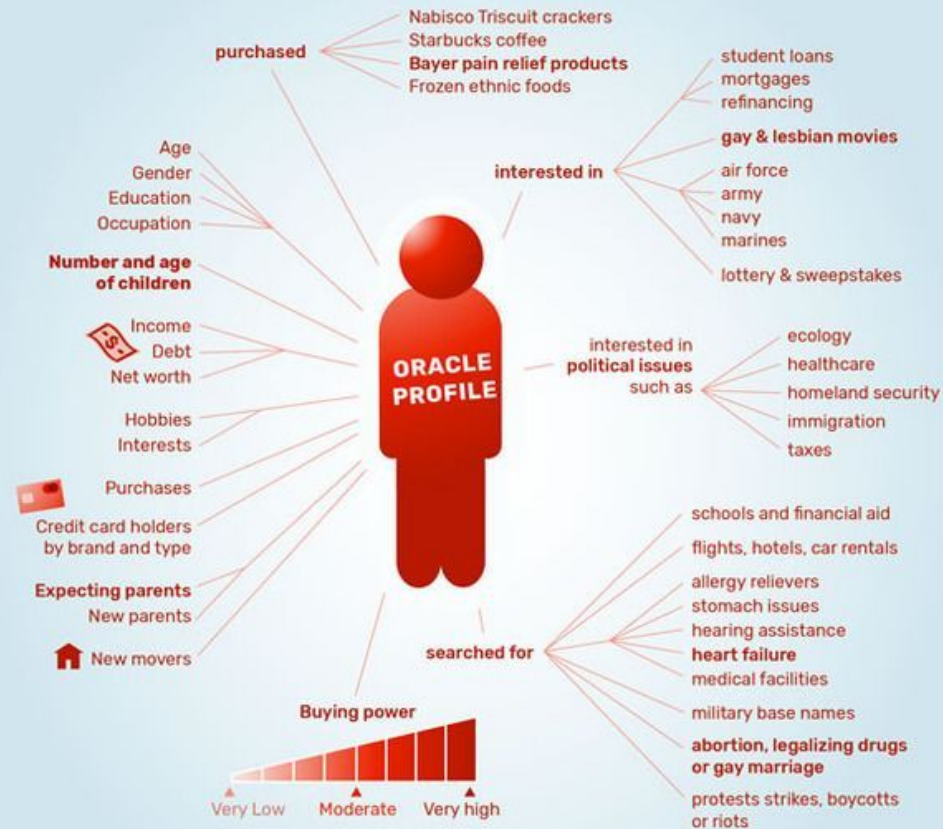 purchased
Nabisco Triscuit crackers
Starbucks coffee
Bayer pain relief products
Frozen ethnic foods
interested in
student loans
mortgages
refinancing
gay & lesbian movies
air force
army
navy
marines
lottery & sweepstakes
Age
Gender
Education
Occupation
Number and age
of children
$
Income
Debt
Net worth
Hobbies
Interests
Purchases
Credit card holders
by brand and type
Expecting parents
New parents
New movers
ORACLE
PROFILE
interested in
political issues
such as
ecology
healthcare
homeland security
immigration
taxes
searched for
schools and financial aid
flights, hotels, car rentals
allergy relievers
stomach issues
hearing assistance
heart failure
medical facilities
military base names
abortion, legalizing drugs
or gay marriage
protests strikes, boycotts
or riots
Buying power
Very Low
Moderate
Very high